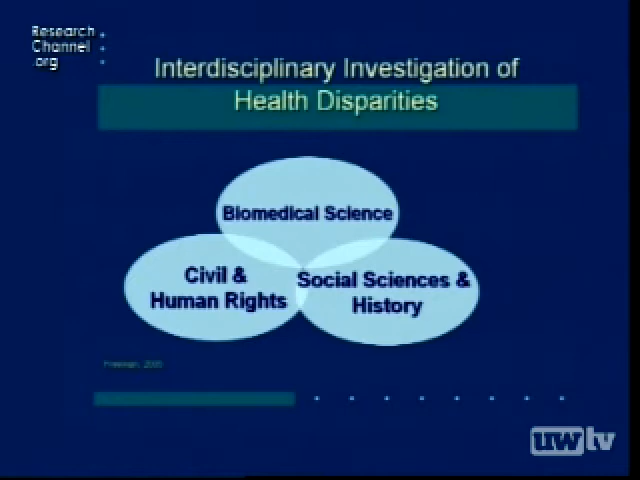 Research
Channel
.org
Interdisciplinary Investigation of
Health Disparities
Biomedical Science
Civil &
Human Rights
Social Sciences &
History
uwtv